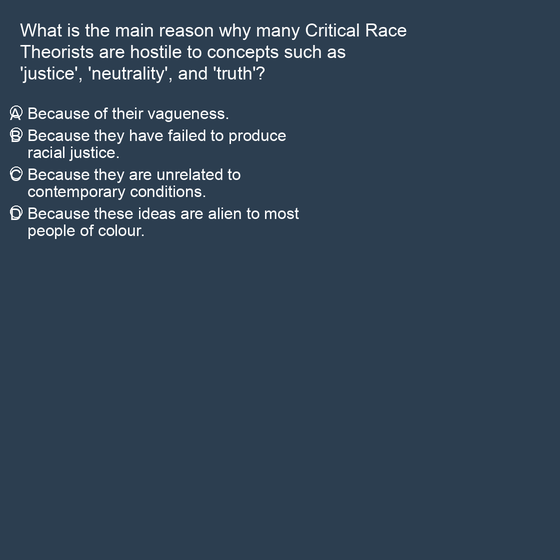 What is the main reason why many Critical Race
Theorists are hostile to concepts such as
'justice', 'neutrality', and 'truth'?
A Because of their vagueness.
B Because they have failed to produce
racial justice.
C Because they are unrelated to
contemporary conditions.
D Because these ideas are alien to most
people of colour.